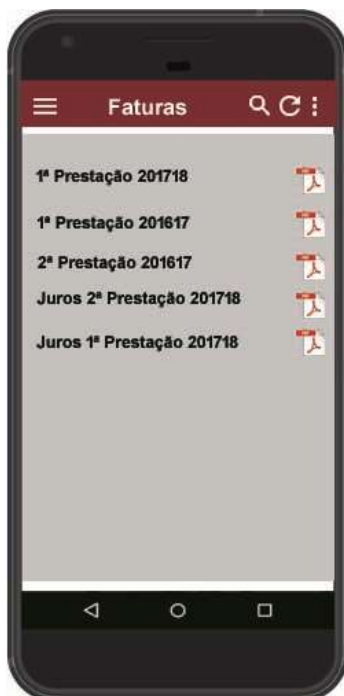 Faturas
1ª Prestação 201718
1ª Prestação 201617
2ª Prestação 201617
Juros 2ª Prestação 201718
Juros 1ª Prestação 201718